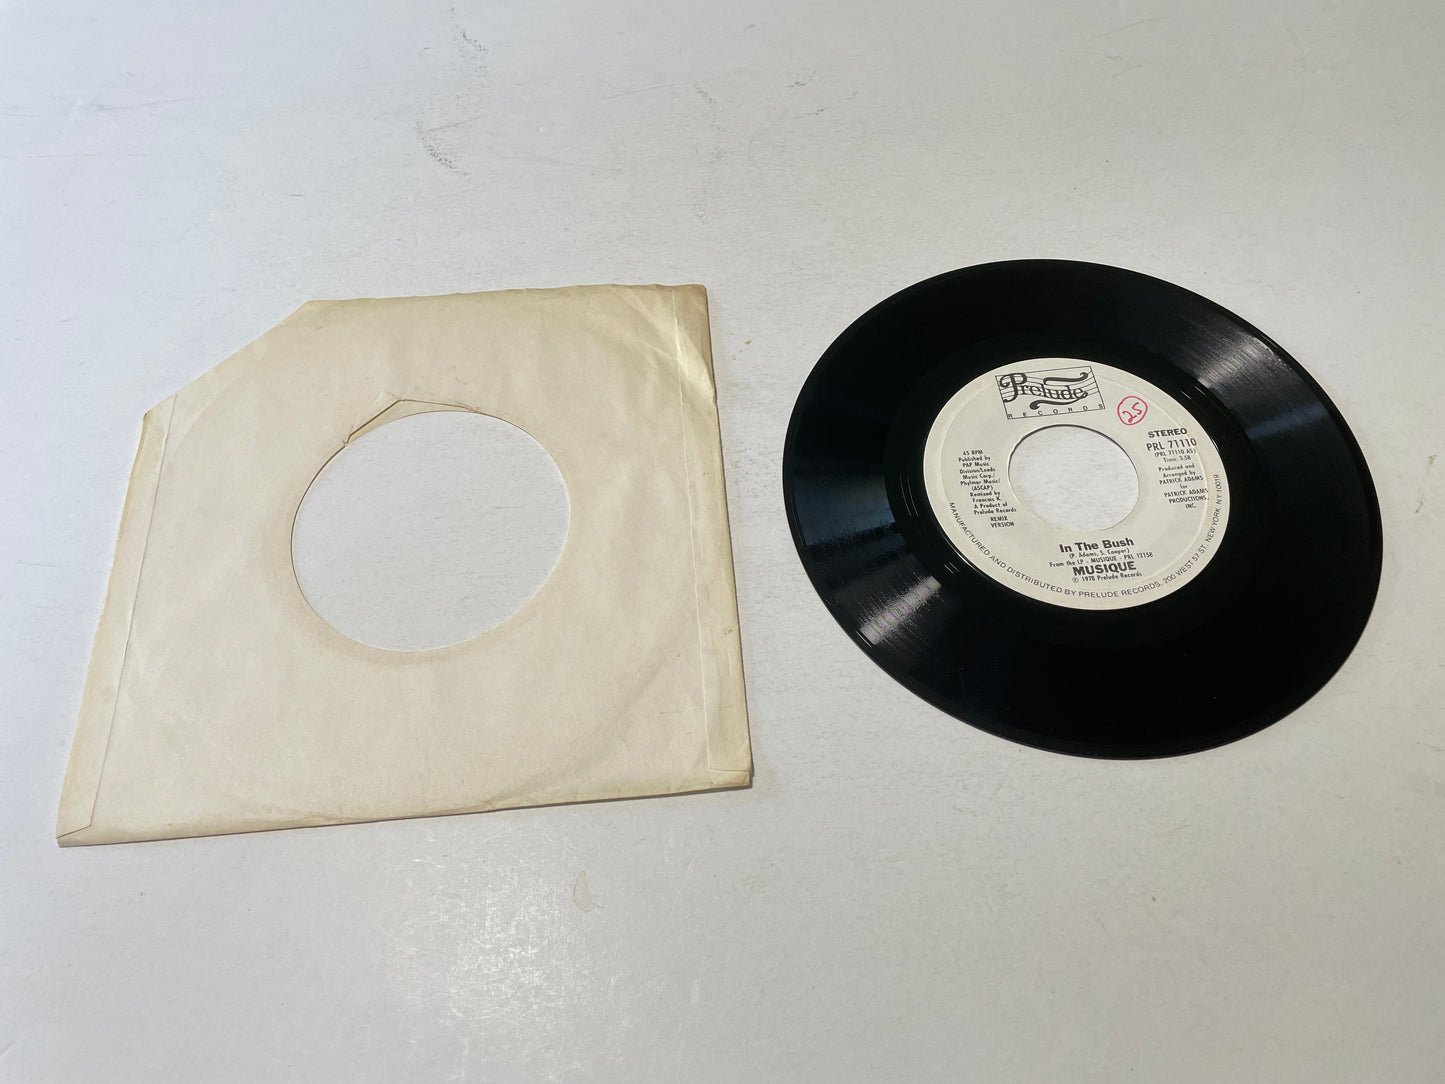 Prelude
RECORDS
25
STEREO
PRL 71110
(PRL 71110 AS)
Time: 3:58
Produced and
Arranged by
PATRICK ADAMS
for
PATRICK ADAMS
PRODUCTIONS,
INC.
45 RPM
Published by
PAP Music
Division/Leeds
Music Corp./
Phylmar Music/
(ASCAP)
Remixed by
Francois K.
A Product of
Prelude Records
REMIX
VERSION
In The Bush
(P. Adams, S. Cooper)
From the LP - MUSIQUE - PRL 12158
MUSIQUE
℗ 1978 Prelude Records
MANUFACTURED AND DISTRIBUTED BY PRELUDE RECORDS, 200 WEST 57 ST. NEW YORK, NY 10019